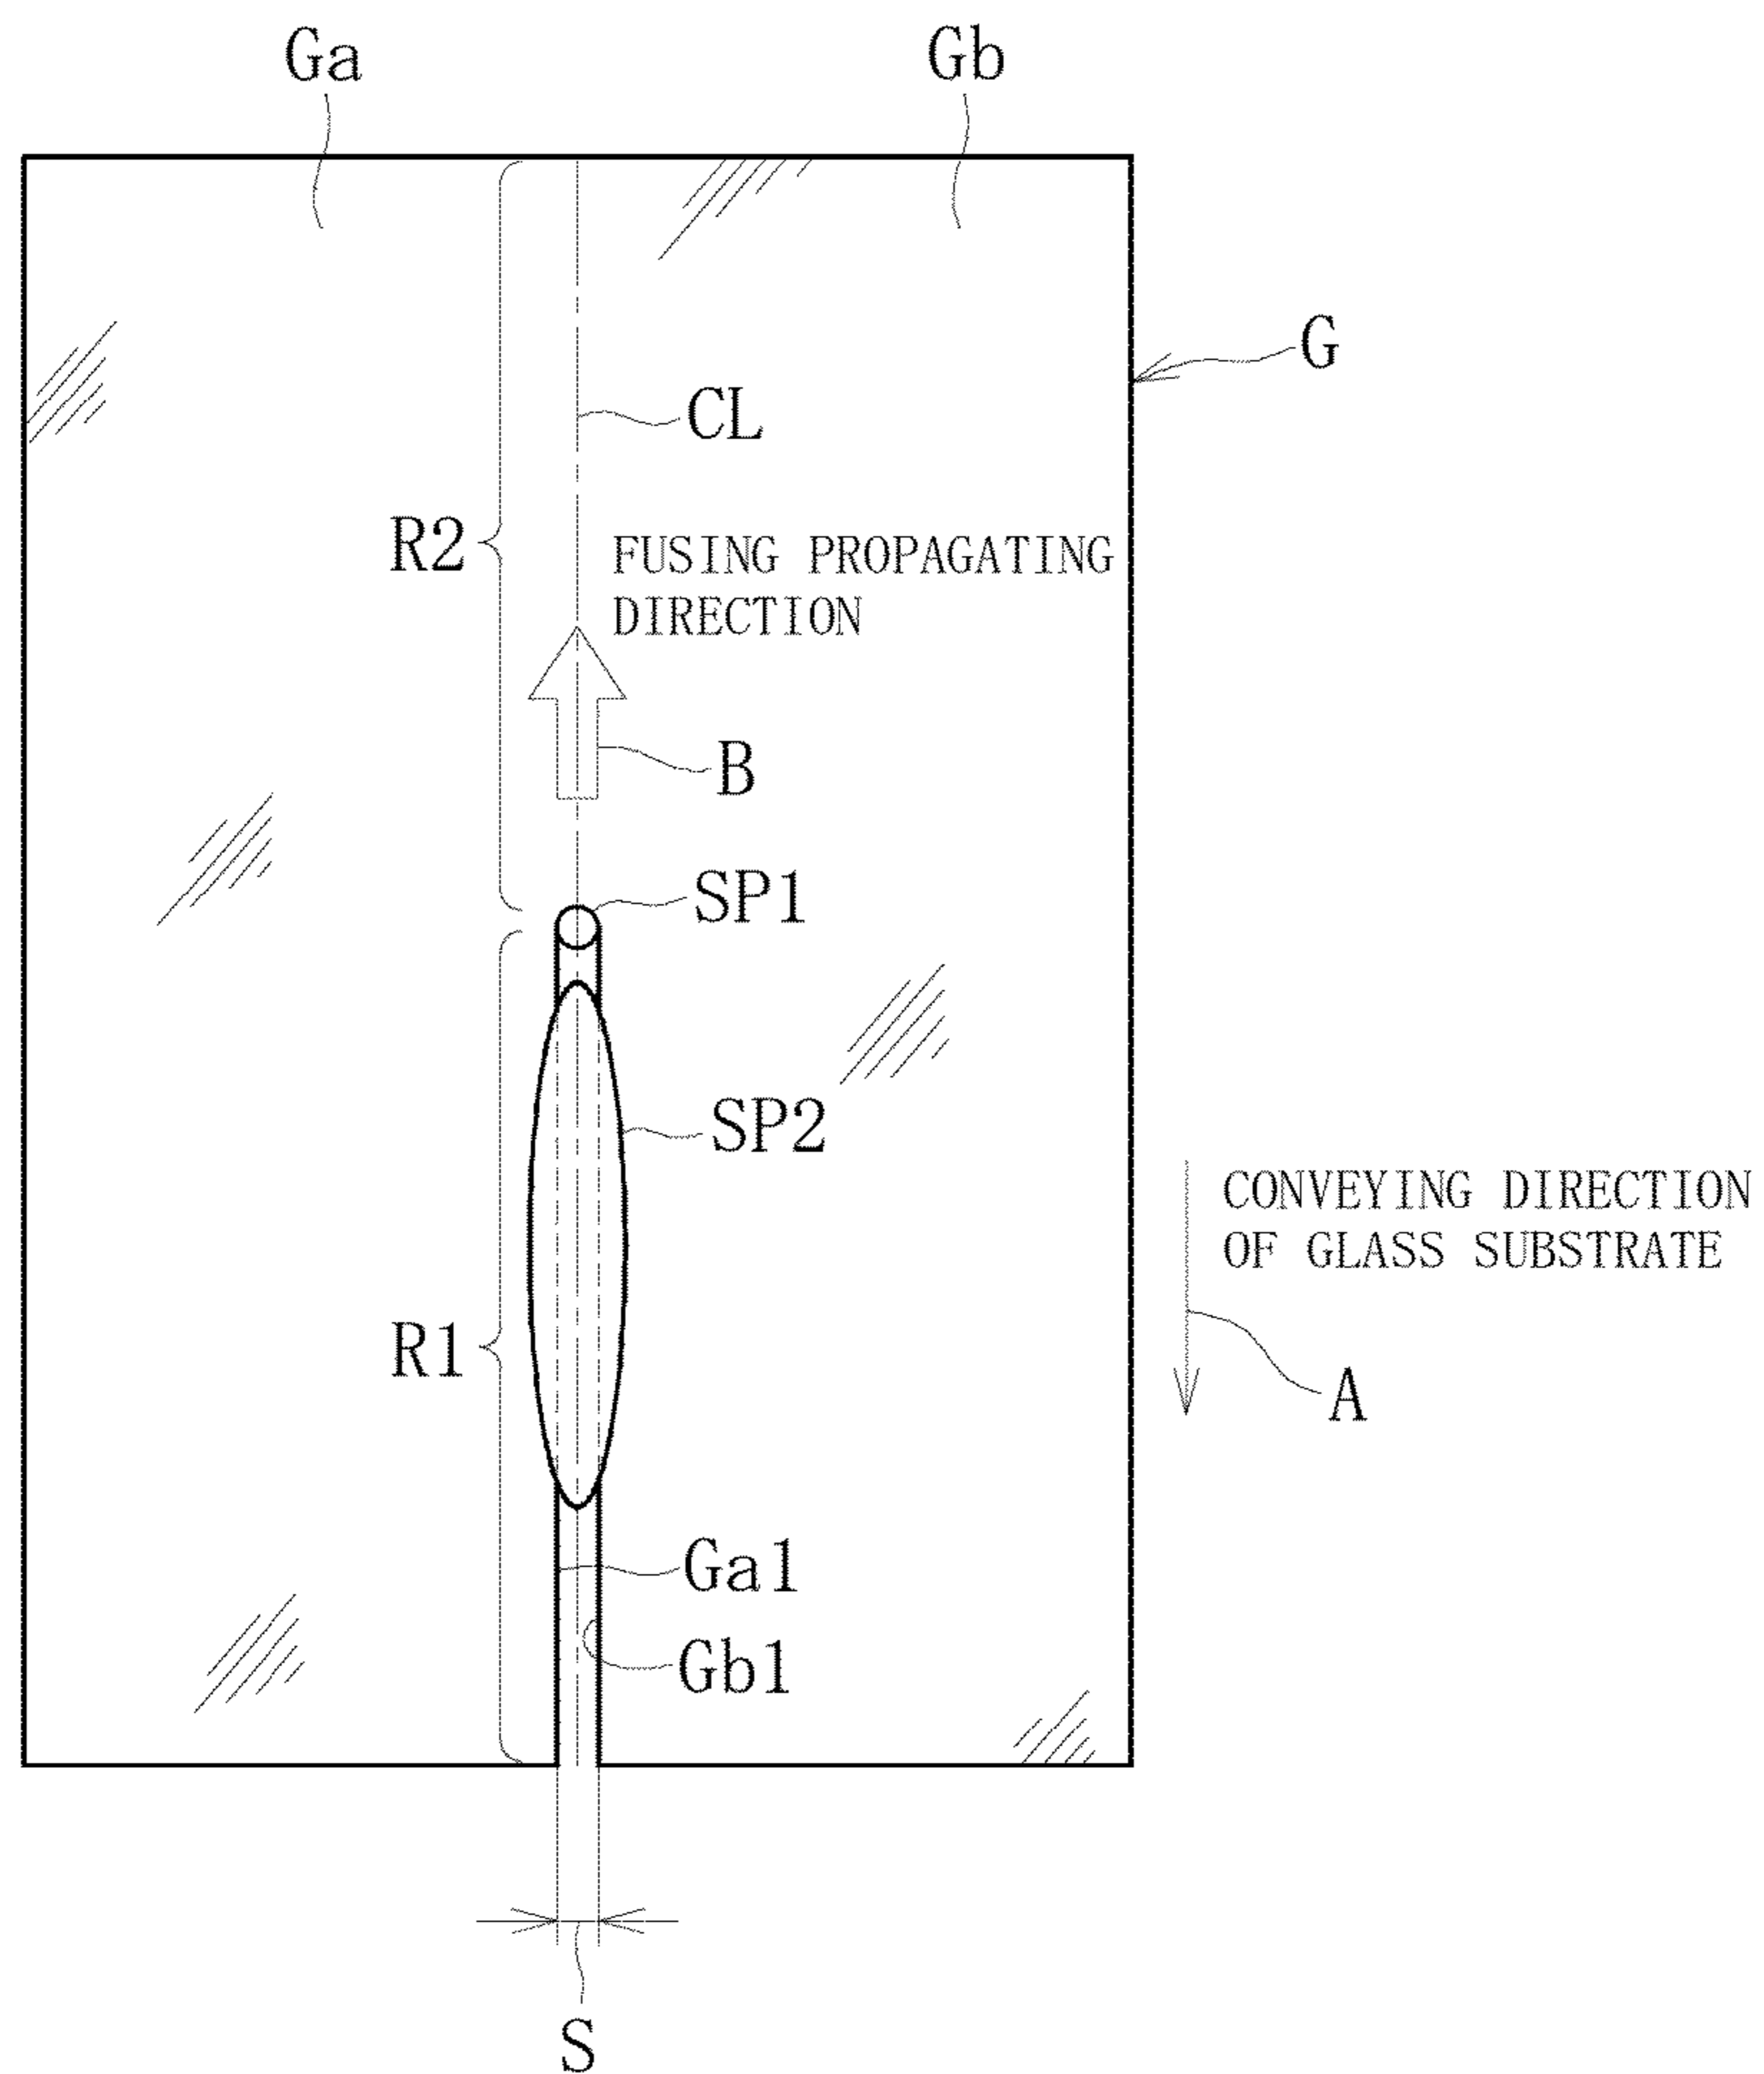 Ga
Gb
G
CL
R2
FUSING PROPAGATING
DIRECTION
B
SP1
SP2
CONVEYING DIRECTION
OF GLASS SUBSTRATE
R1
A
Ga1
Gb1
S